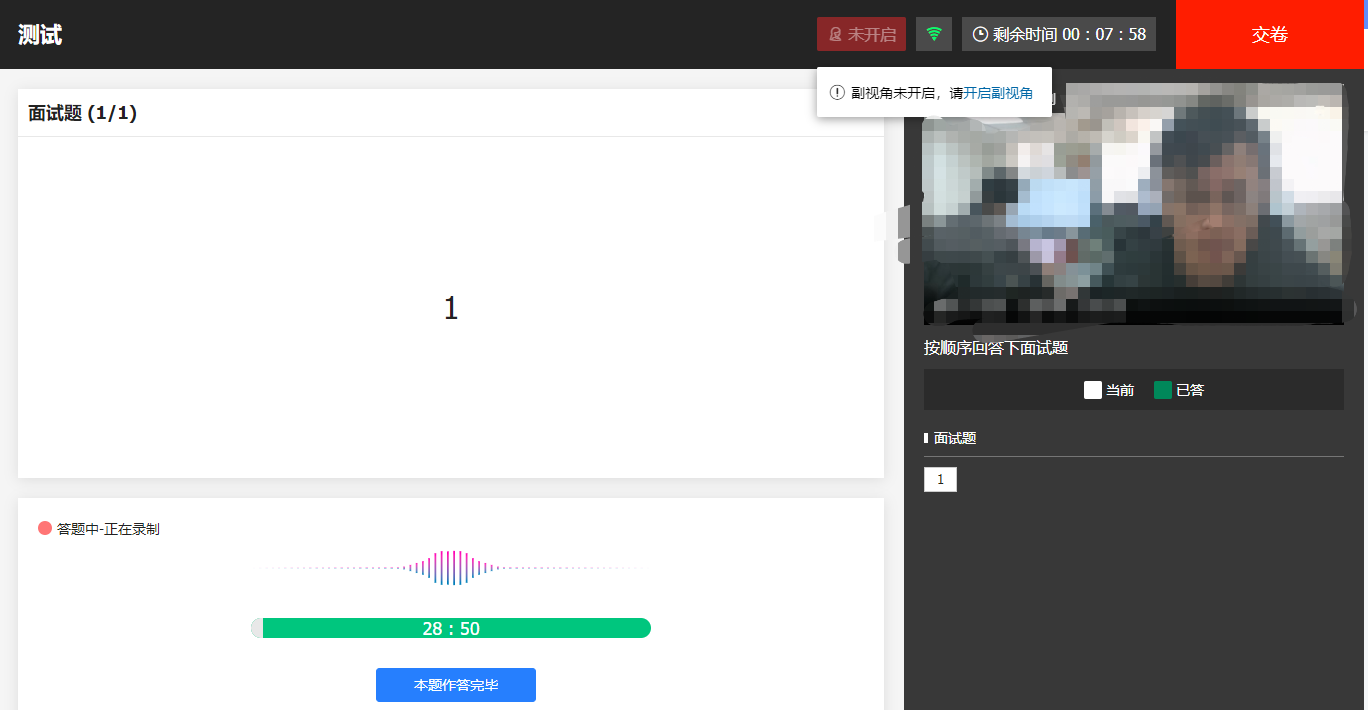 测试
未开启
剩余时间 00 : 07 : 58
交卷
副视角未开启，请开启副视角
面试题 (1/1)
1
按顺序回答下面试题
当前
已答
面试题
1
答题中-正在录制
28 : 50
本题作答完毕